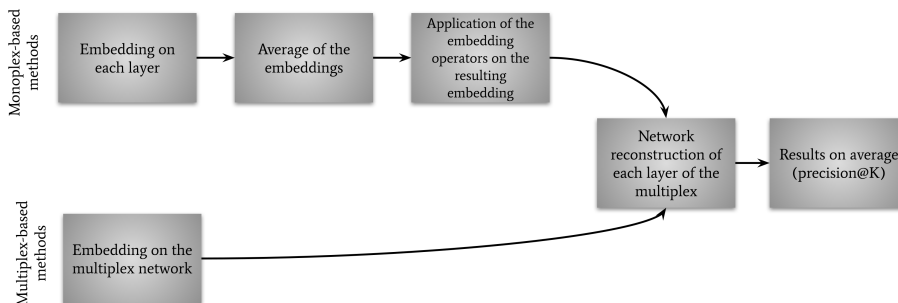 Monoplex-based
methods
Embedding on
each layer
Average of the
embeddings
Application of the
embedding
operators on the
resulting
embedding
Network
reconstruction of
each layer of the
multiplex
Results on average
(precision@K)
Multiplex-based
methods
Embedding on the
multiplex network